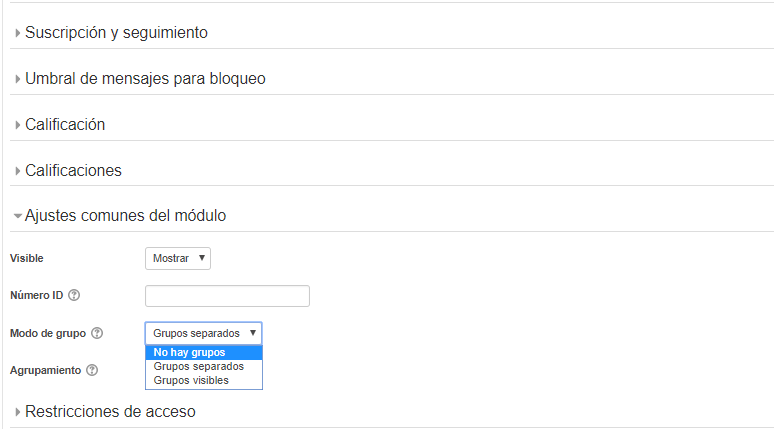 Suscripción y seguimiento
Umbral de mensajes para bloqueo
Calificación
Calificaciones
Ajustes comunes del módulo
Visible Mostrar
Número ID
Modo de grupo Grupos separados
No hay grupos
Grupos separados
Agrupamiento
Grupos visibles
Restricciones de acceso